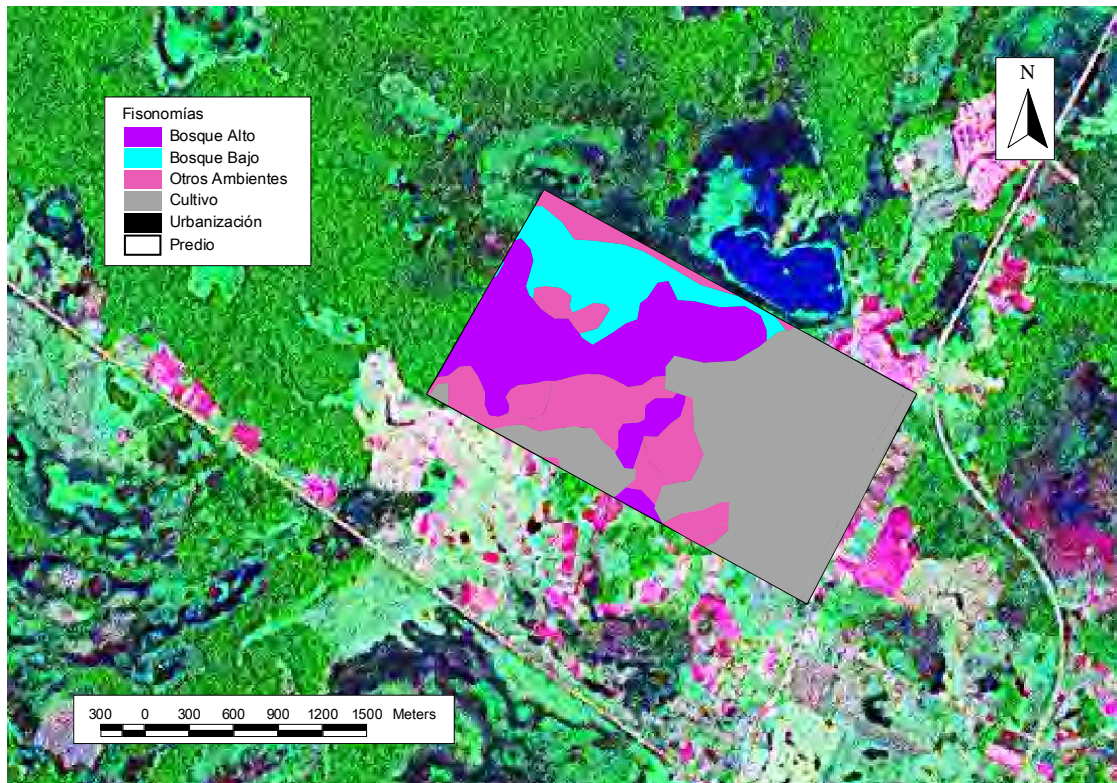 N
Fisonomías
Bosque Alto
Bosque Bajo
Otros Ambientes
Cultivo
Urbanización
Predio
300 0 300 600 900 1200 1500 Meters